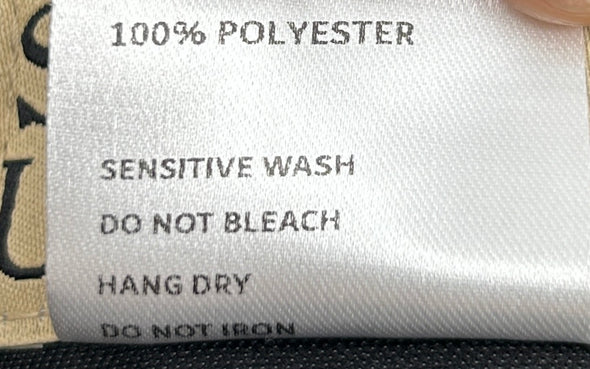 100% POLYESTER
SENSITIVE WASH
DO NOT BLEACH
HANG DRY
DO NOT IRON